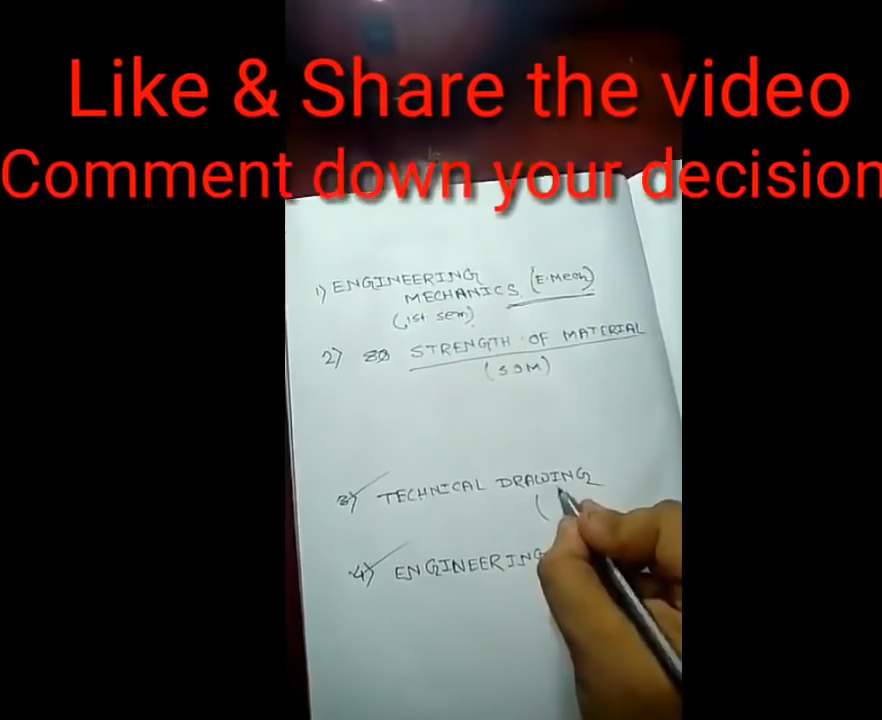 Like & Share the video
Comment down your decision
1) ENGINEERING
MECHANICS (E.Mech)
(1st sem)
2) STRENGTH OF MATERIAL
(SOM)
3) TECHNICAL DRAWING
(
4) ENGINEERING